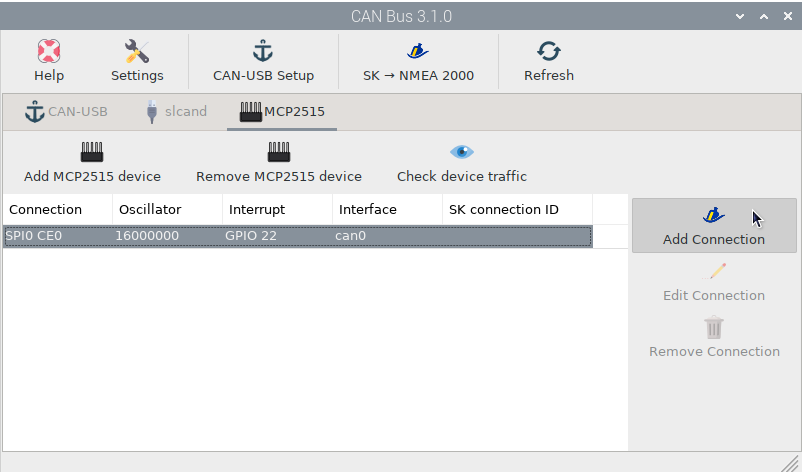 CAN Bus 3.1.0
Help Settings CAN-USB Setup SK → NMEA 2000 Refresh
CAN-USB slcand MCP2515
Add MCP2515 device Remove MCP2515 device Check device traffic
Connection Oscillator Interrupt Interface SK connection ID
SPI0 CE0 16000000 GPIO 22 can0
Add Connection
Edit Connection
Remove Connection